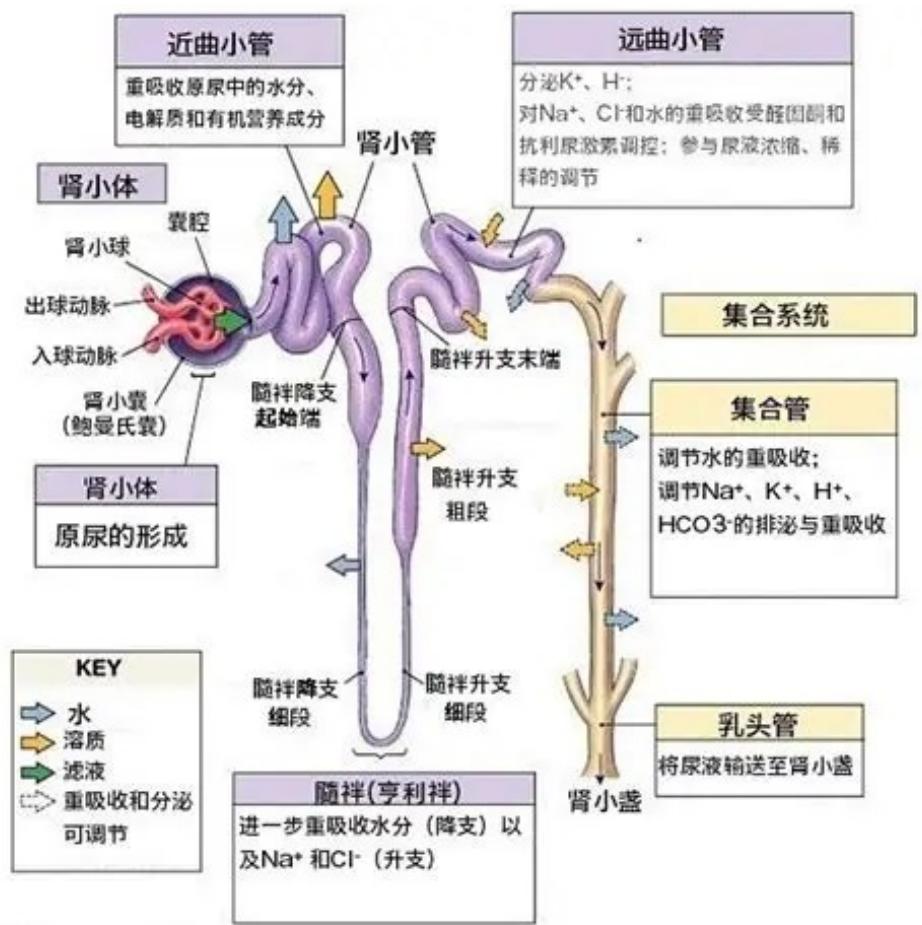 近曲小管
重吸收原尿中的水分、
电解质和有机营养成分
远曲小管
分泌K⁺、H⁻;
对Na⁺、Cl⁻和水的重吸收受醛固酮和
抗利尿激素调控；参与尿液浓缩、稀
释的调节
肾小管
肾小体
囊腔
肾小球
出球动脉
入球动脉
肾小囊
(鲍曼氏囊)
髓袢降支
起始端
髓袢升支末端
集合系统
集合管
调节水的重吸收;
调节Na⁺、K⁺、H⁺、
HCO3⁻的排泌与重吸收
肾小体
原尿的形成
髓袢升支
粗段
KEY
水
溶质
滤液
重吸收和分泌
可调节
髓袢降支
细段
髓袢升支
细段
乳头管
将尿液输送至肾小盏
肾小盏
髓袢(亨利袢)
进一步重吸收水分（降支）以
及Na⁺ 和Cl⁻（升支）